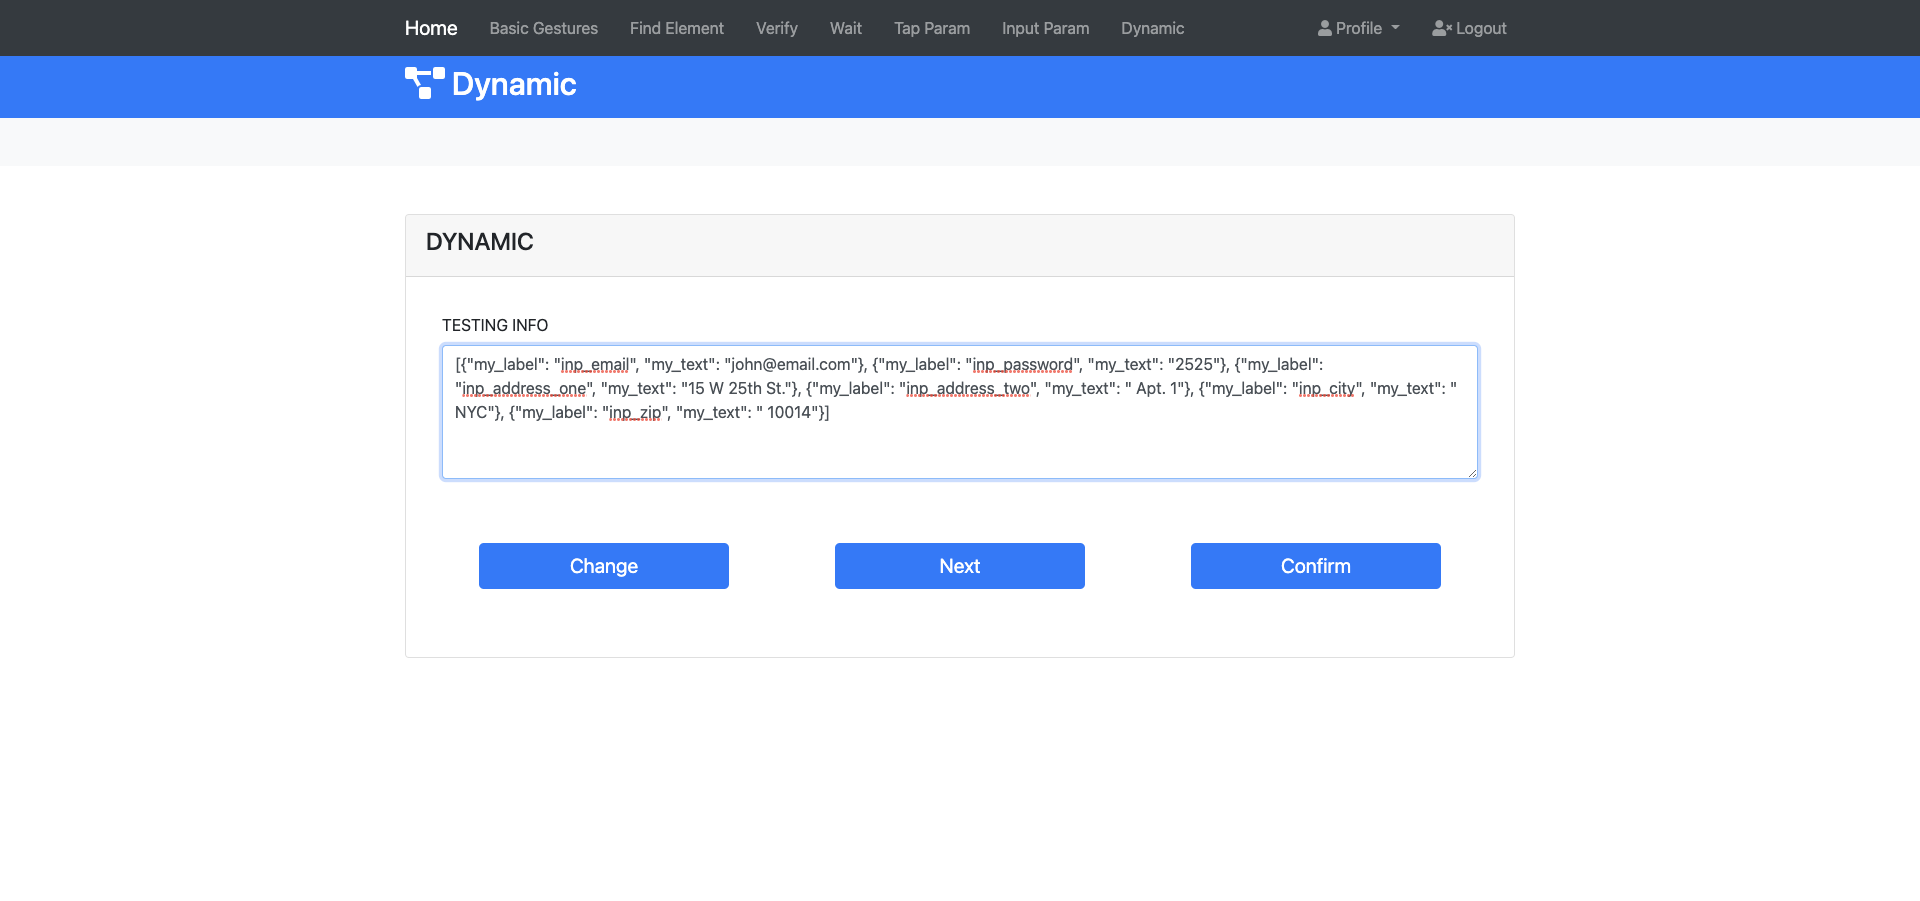 Home Basic Gestures Find Element Verify Wait Tap Param Input Param Dynamic Profile Logout
Dynamic
DYNAMIC
TESTING INFO
[{"my_label": "inp_email", "my_text": "john@email.com"}, {"my_label": "inp_password", "my_text": "2525"}, {"my_label":
"inp_address_one", "my_text": "15 W 25th St."}, {"my_label": "inp_address_two", "my_text": " Apt. 1"}, {"my_label": "inp_city", "my_text": "
NYC"}, {"my_label": "inp_zip", "my_text": " 10014"}]
Change Next Confirm